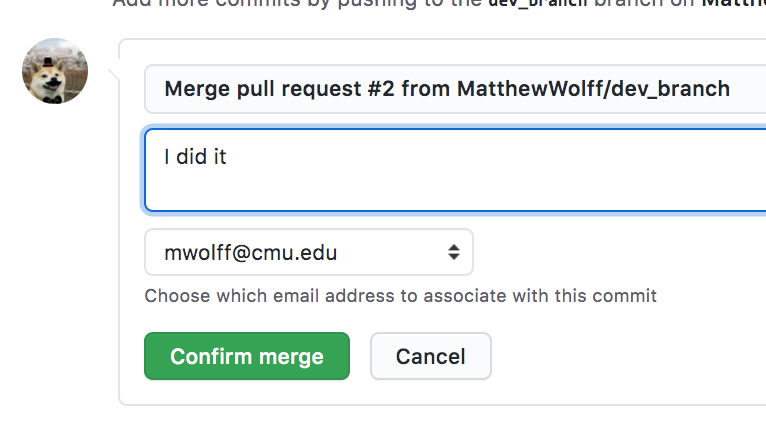 Add more commits by pushing to the dev_branch branch on Matthew
Merge pull request #2 from MatthewWolff/dev_branch
I did it
mwolff@cmu.edu
Choose which email address to associate with this commit
Confirm merge
Cancel